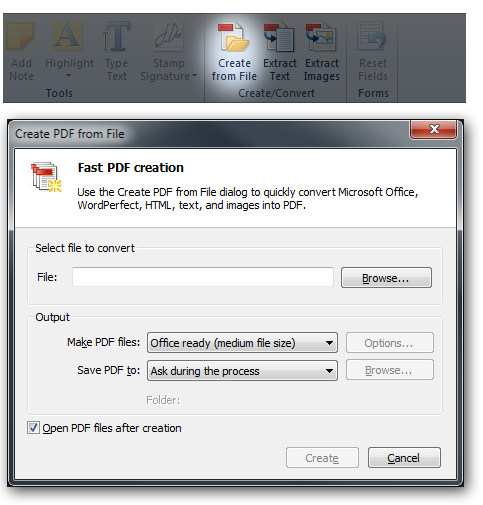 Add Note
Highlight
Type Text
Stamp Signature
Create from File
Extract Text
Extract Images
Reset Fields
Tools
Create/Convert
Forms
Create PDF from File
Fast PDF creation
Use the Create PDF from File dialog to quickly convert Microsoft Office,
WordPerfect, HTML, text, and images into PDF.
Select file to convert
File: Browse...
Output
Make PDF files: Office ready (medium file size) Options...
Save PDF to: Ask during the process Browse...
Folder:
Open PDF files after creation
Create Cancel